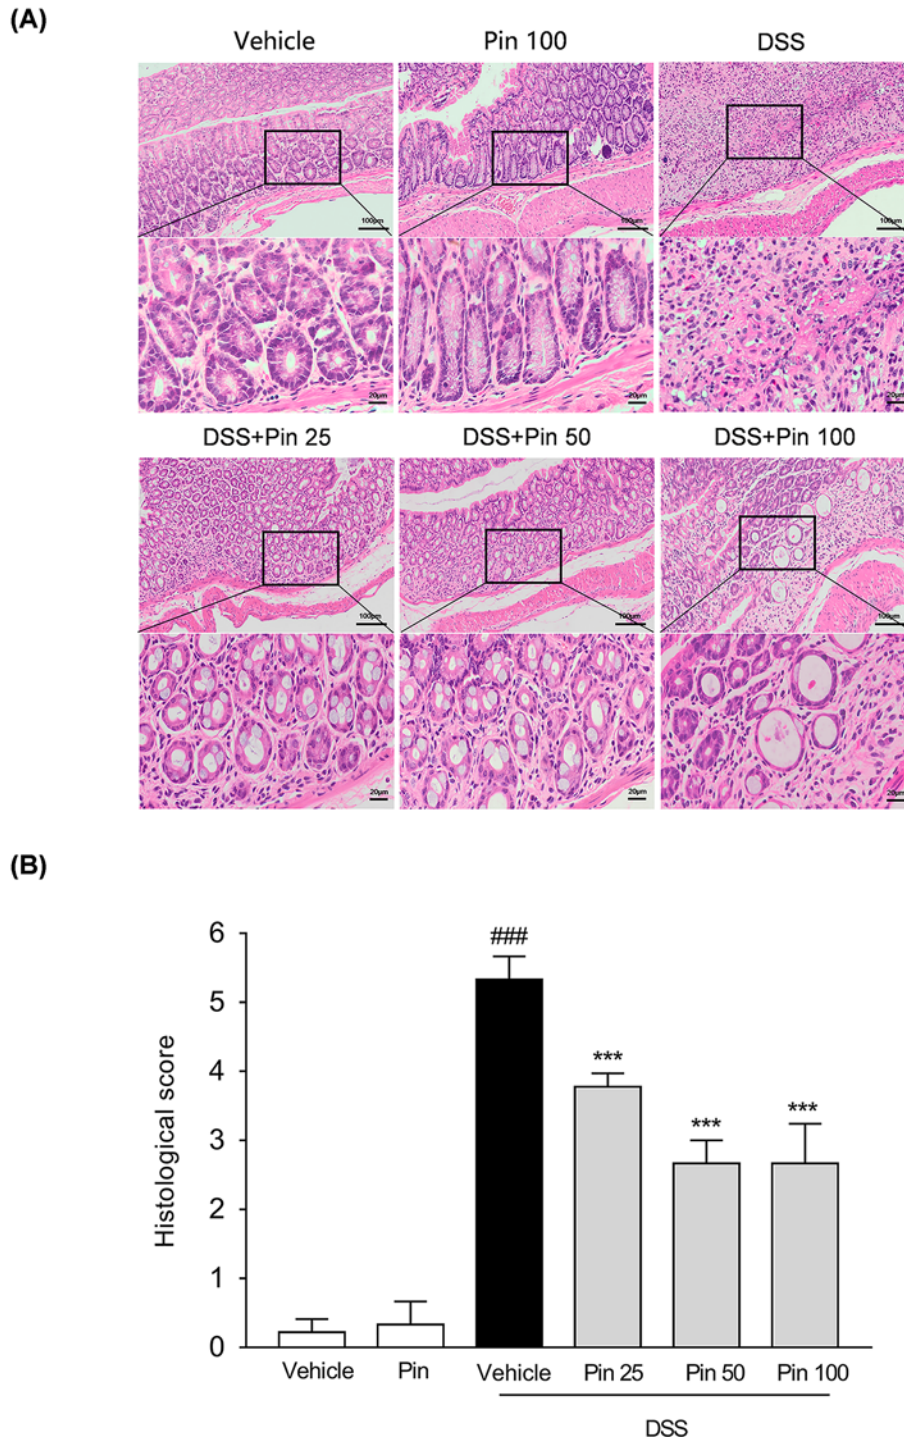 (A)
Vehicle Pin 100 DSS
100μm 100μm 100μm
20μm 20μm 20μm
DSS+Pin 25 DSS+Pin 50 DSS+Pin 100
100μm 100μm 100μm
20μm 20μm 20μm
(B)
Histological score
6
5
4
3
2
1
0
###
***
***
***
Vehicle Pin Vehicle Pin 25 Pin 50 Pin 100
DSS